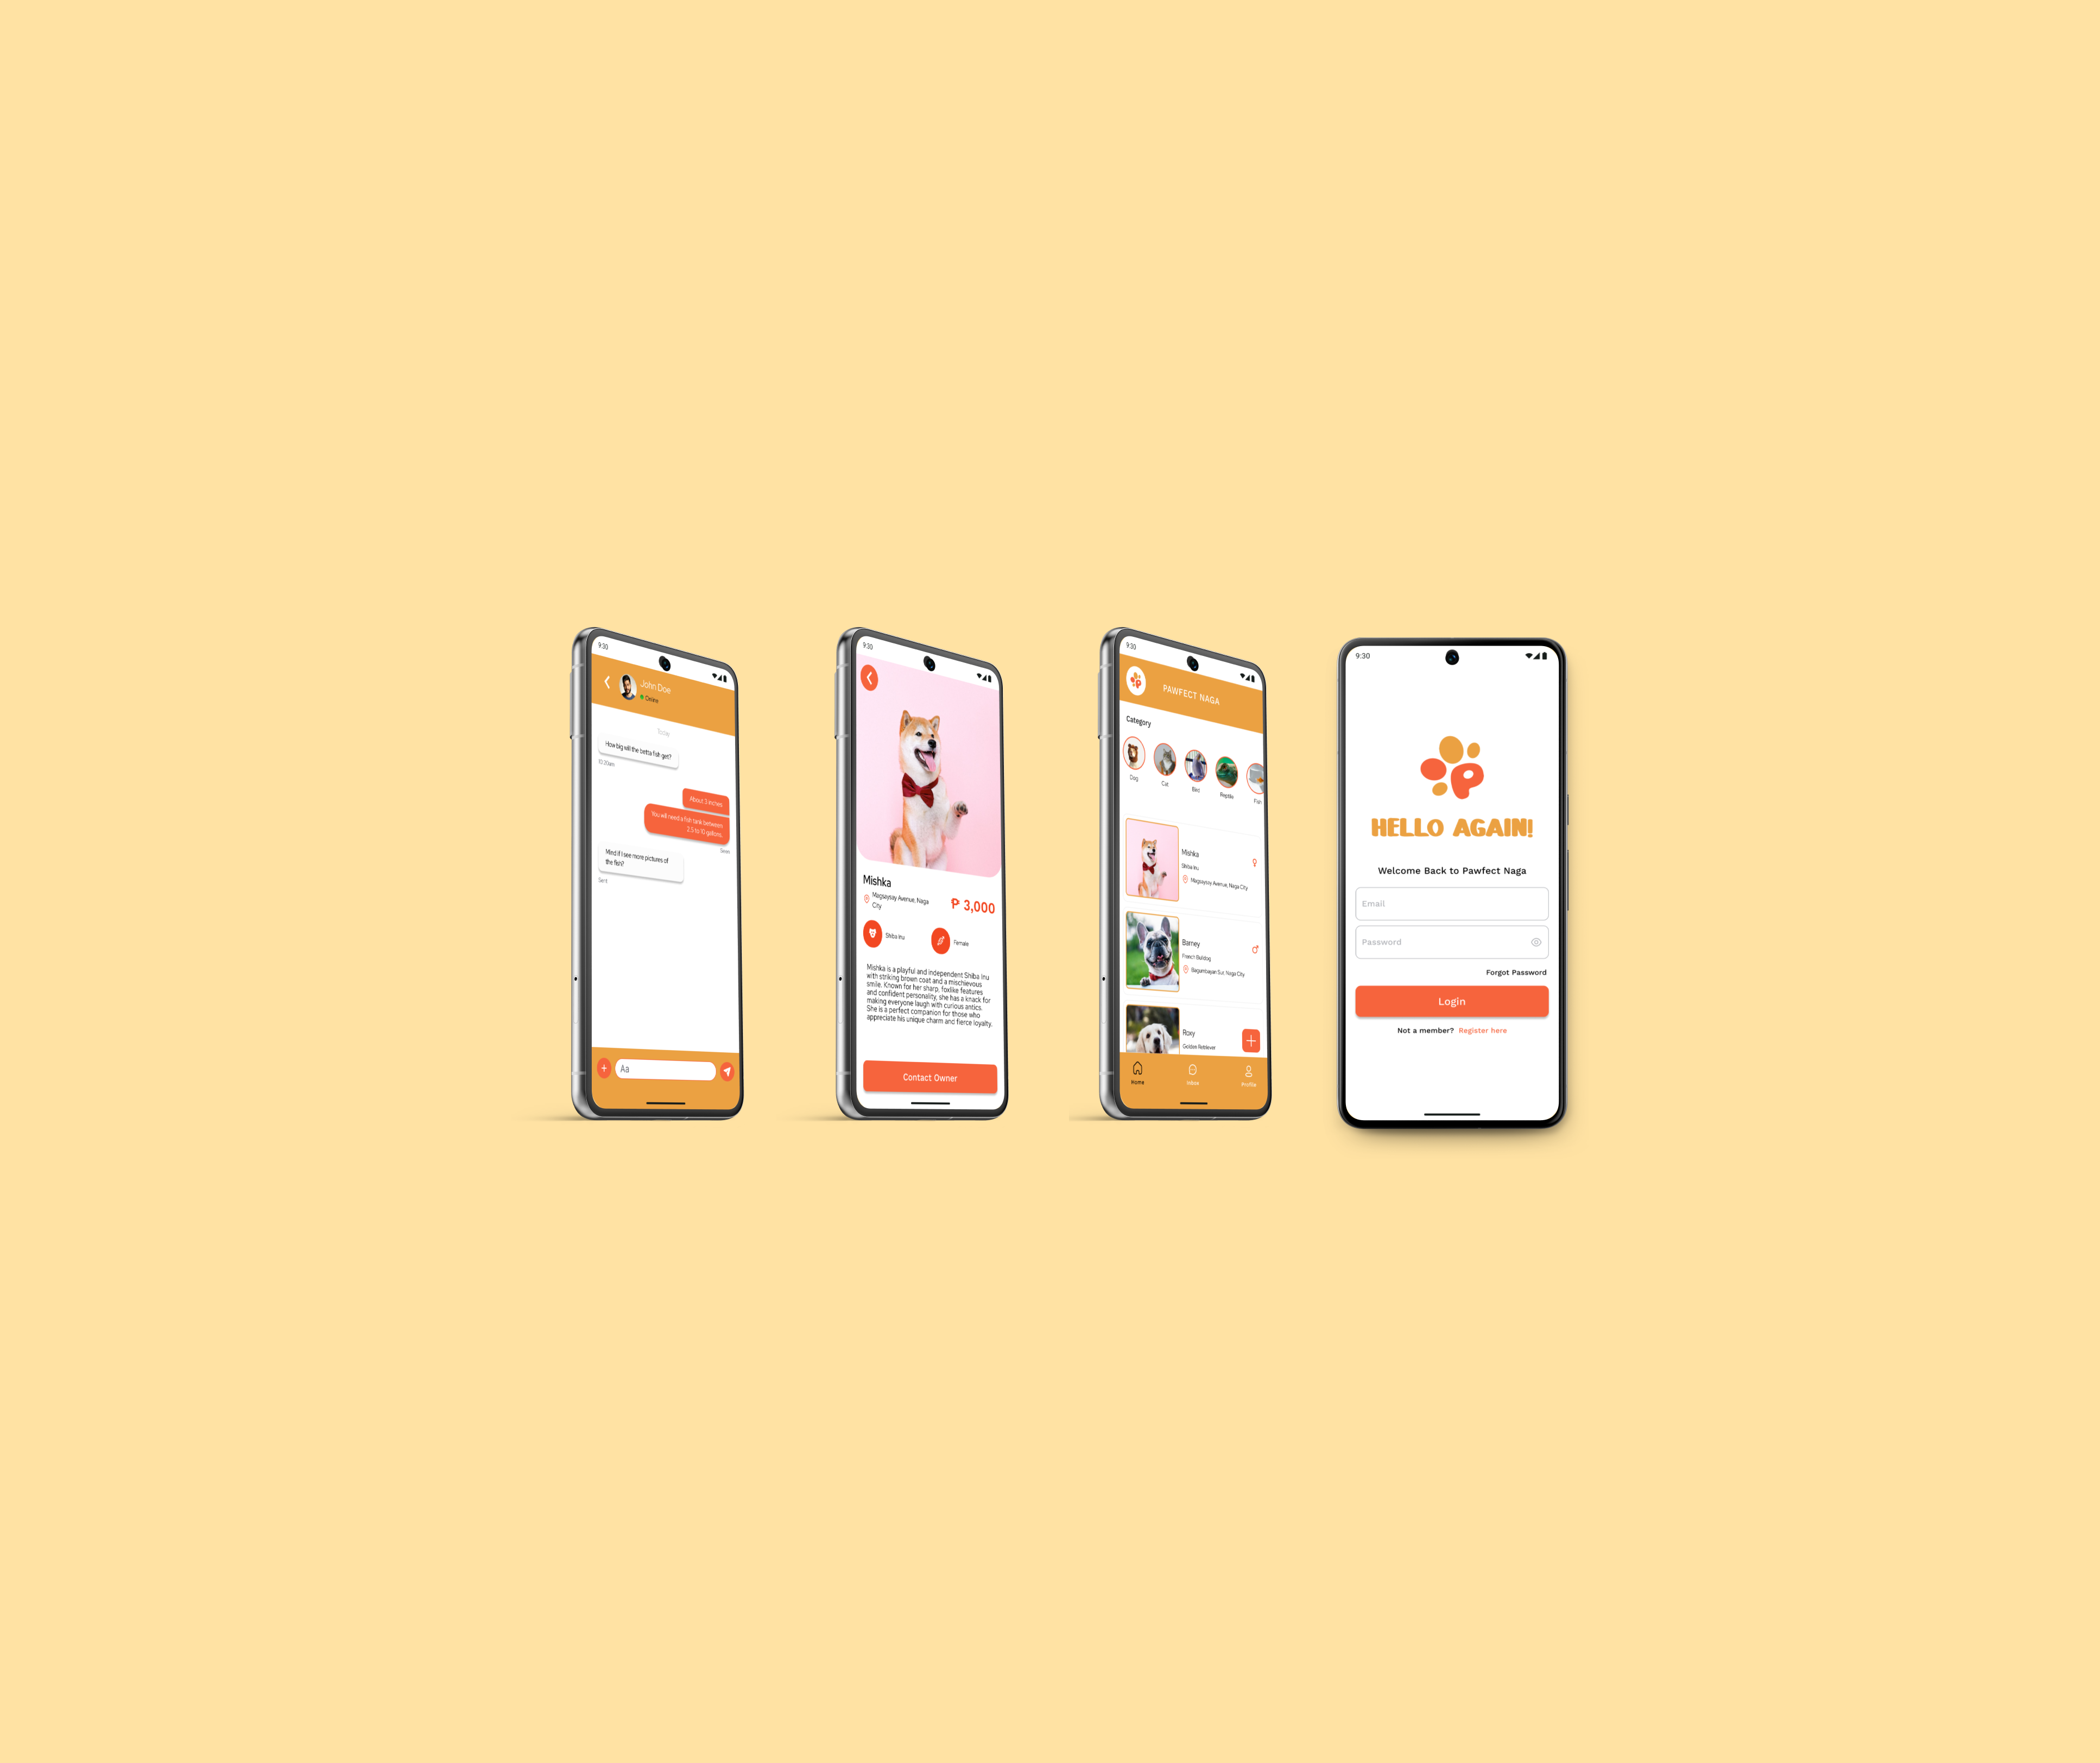 9:30
John Doe
Online
Today
How big will the betta fish get?
10:20am
About 3 inches
You will need a fish tank between
2.5 to 10 gallons.
Seen
Mind if I see more pictures of
the fish?
Sent
Aa
9:30
Mishka
Magsaysay Avenue, Naga
City
₱ 3,000
Shiba Inu
Female
Mishka is a playful and independent Shiba Inu
with striking brown coat and a mischievous
smile. Known for her sharp, foxlike features
and confident personality, she has a knack for
making everyone laugh with curious antics.
She is a perfect companion for those who
appreciate his unique charm and fierce loyalty.
Contact Owner
9:30
PAWFECT NAGA
Category
Dog
Cat
Bird
Reptile
Fish
Mishka
Shiba Inu
Magsaysay Avenue, Naga City
Barney
French Bulldog
Bagumbayan Sur, Naga City
Roxy
Golden Retriever
Home
Inbox
Profile
9:30
P
HELLO AGAIN!
Welcome Back to Pawfect Naga
Email
Password
Forgot Password
Login
Not a member? Register here